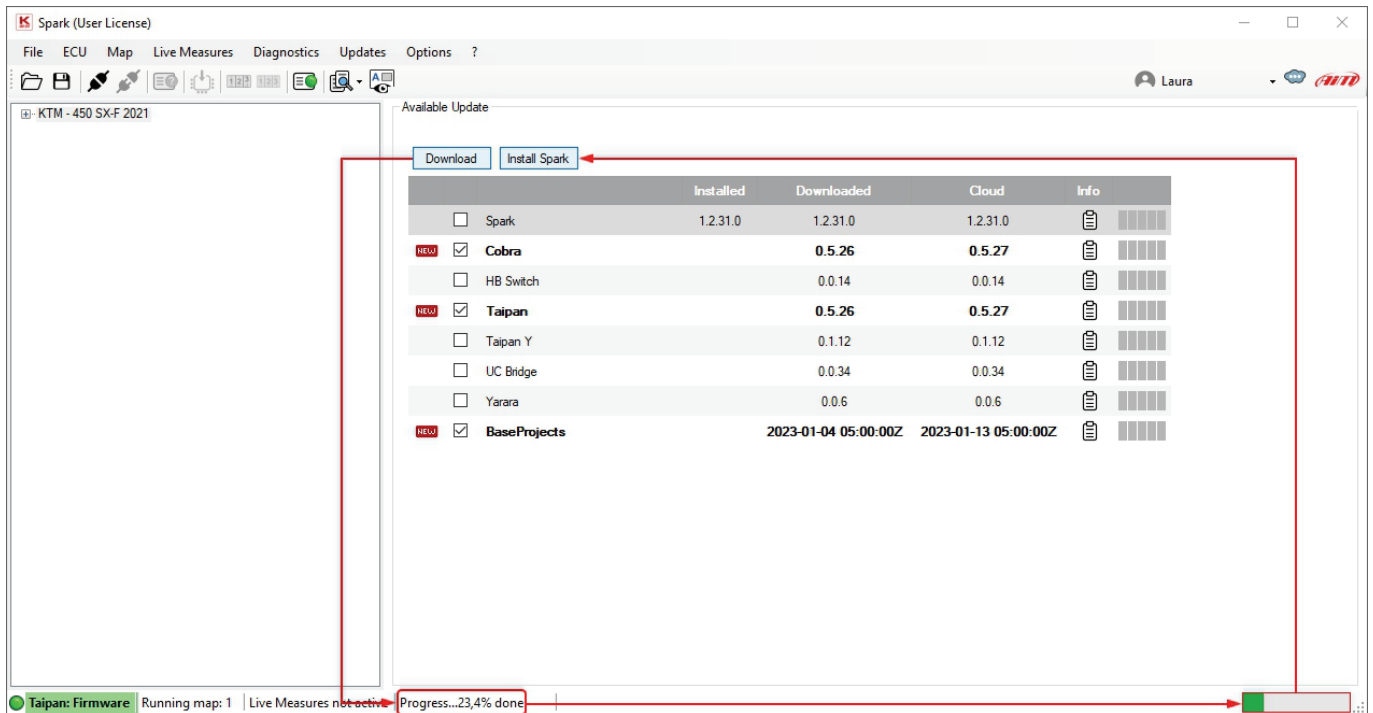 Spark (User License)
File ECU Map Live Measures Diagnostics Updates Options ?
Laura
AiM
KTM - 450 SX-F 2021
Available Update
Download Install Spark
Installed Downloaded Cloud Info
Spark 1.2.31.0 1.2.31.0 1.2.31.0
NEW Cobra 0.5.26 0.5.27
HB Switch 0.0.14 0.0.14
NEW Taipan 0.5.26 0.5.27
Taipan Y 0.1.12 0.1.12
UC Bridge 0.0.34 0.0.34
Yarara 0.0.6 0.0.6
NEW BaseProjects 2023-01-04 05:00:00Z 2023-01-13 05:00:00Z
Taipan: Firmware Running map: 1 Live Measures not active Progress...23,4% done